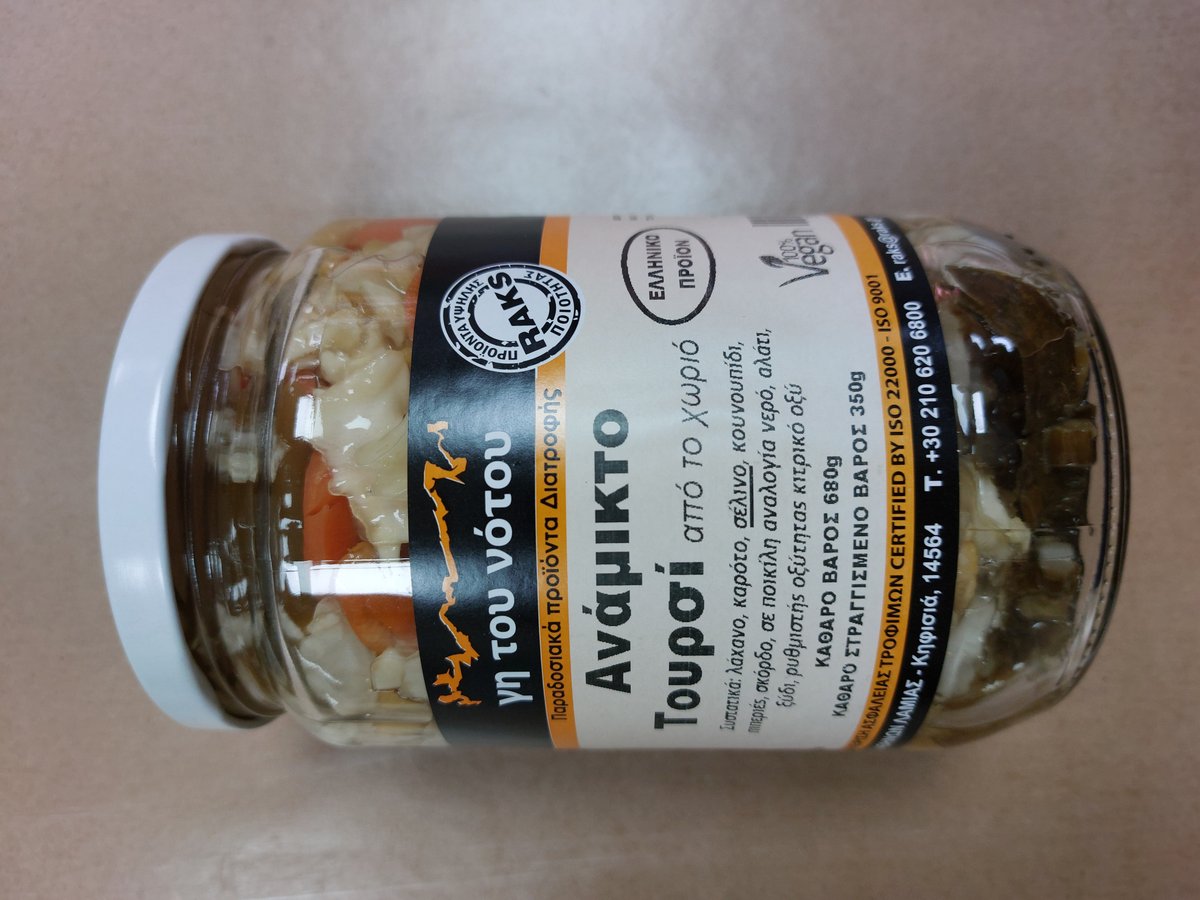 ΠΡΟΪΟΝΤΑ ΥΨΗΛΗΣ
RAKS
ΠΟΙΟΤΗΤΑΣ
γη του νότου
Παραδοσιακά προϊόντα Διατροφής
Ανάμικτο
Τουρσί από το χωριό
ΕΛΛΗΝΙΚΟ
ΠΡΟΪΟΝ
Συστατικά: λάχανο, καρότο, σέλινο, κουνουπίδι,
πιπεριές, σκόρδο, σε ποικίλη αναλογία νερό, αλάτι,
ξύδι, ρυθμιστής οξύτητας κιτρικό οξύ
100%
Vegan
ΚΑΘΑΡΟ ΒΑΡΟΣ 680g
ΚΑΘΑΡΟ ΣΤΡΑΓΓΙΣΜΕΝΟ ΒΑΡΟΣ 350g
ΑΣΦΑΛΕΙΑΣ ΤΡΟΦΙΜΩΝ CERTIFIED BY ISO 22000 - ISO 9001
ΛΑΜΙΑΣ - Κηφισιά, 14564 T. +30 210 620 6800 E. raks@raks.